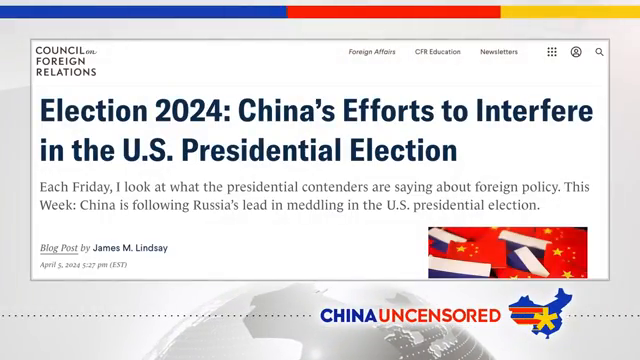 COUNCIL on
FOREIGN
RELATIONS
Foreign Affairs
CFR Education
Newsletters
Election 2024: China's Efforts to Interfere
in the U.S. Presidential Election
Each Friday, I look at what the presidential contenders are saying about foreign policy. This
Week: China is following Russia's lead in meddling in the U.S. presidential election.
Blog Post by James M. Lindsay
April 5, 2024 5:27 pm (EST)
CHINA UNCENSORED